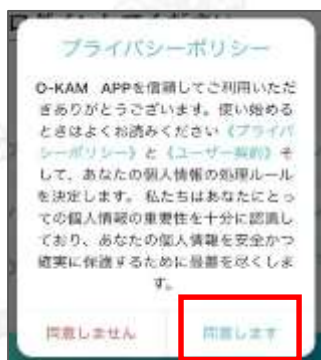 プライバシーポリシー
O-KAM APPを信頼してご利用いただ
きありがとうございます。使い始める
ときはよくお読みください《プライバ
シーポリシー》と《ユーザー契約》そ
して、あなたの個人情報の処理ルール
を決定します。 私たちはあなたにとっ
ての個人情報の重要性を十分に認識し
ており、あなたの個人情報を安全かつ
確実に保護するために最善を尽くしま
す。
同意しません 同意します